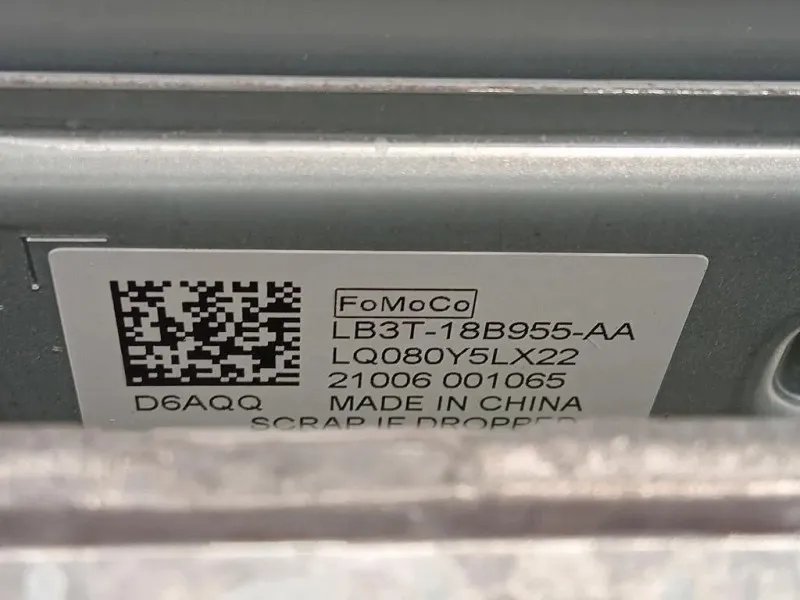 FoMoCo
LB3T-18B955-AA
LQ080Y5LX22
21006 001065
D6AQQ MADE IN CHINA
SCRAP IF DROPPED